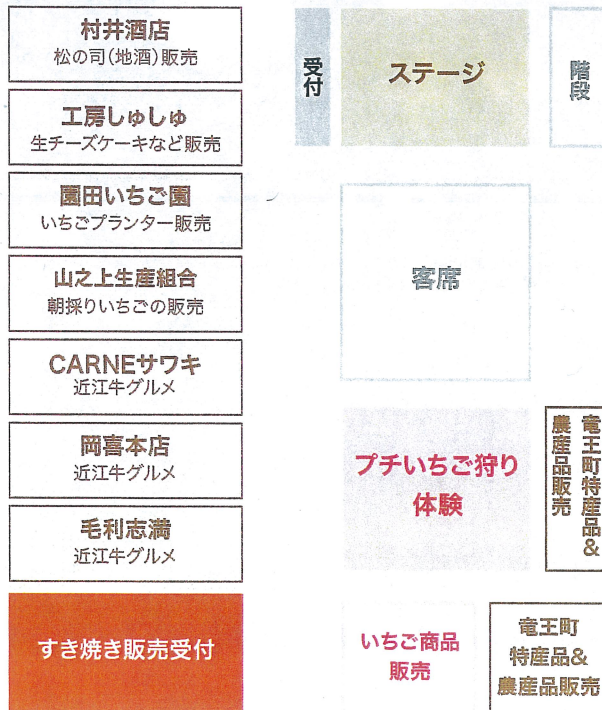 村井酒店
松の司(地酒)販売
工房しゅしゅ
生チーズケーキなど販売
園田いちご園
いちごプランター販売
山之上生産組合
朝採りいちごの販売
CARNEサワキ
近江牛グルメ
岡喜本店
近江牛グルメ
毛利志満
近江牛グルメ
すき焼き販売受付
受付
ステージ
階段
客席
プチいちご狩り
体験
竜王町特産品&
農産品販売
いちご商品
販売
竜王町
特産品&
農産品販売